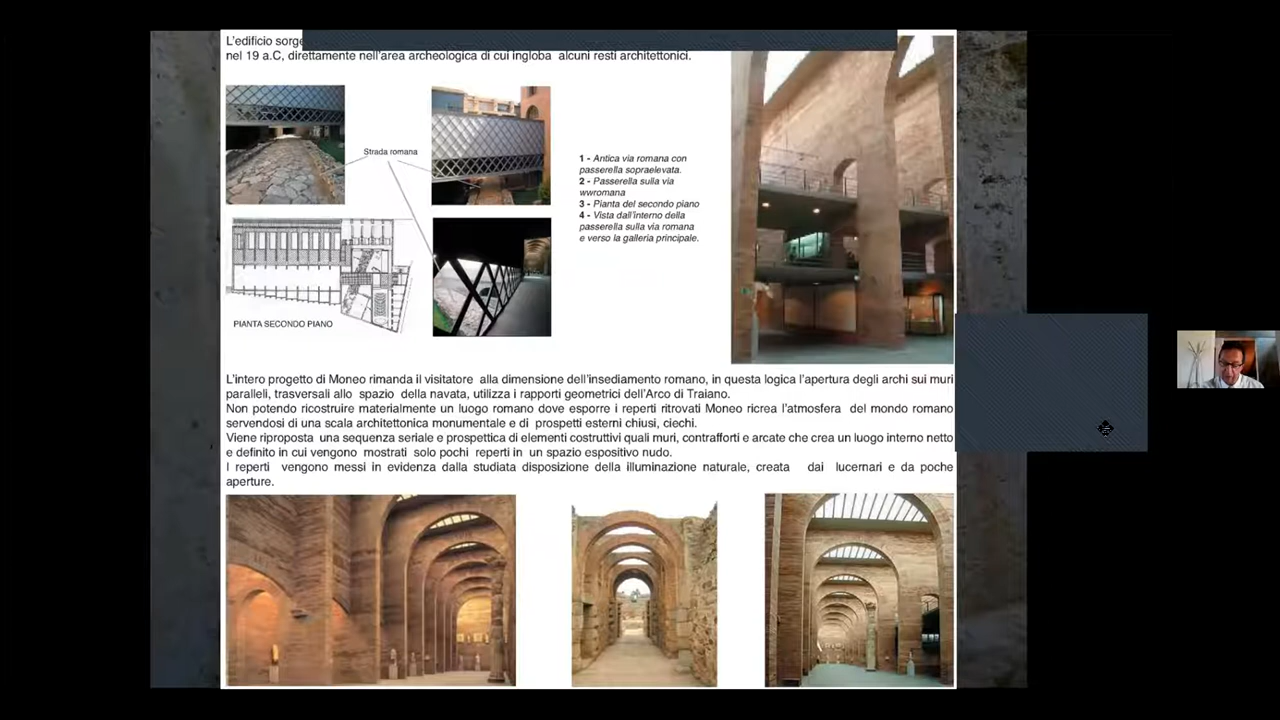 L'edificio sorge
nel 19 a.C, direttamente nell'area archeologica di cui ingloba alcuni resti architettonici.
Strada romana
1 - Antica via romana con
passerella sopraelevata.
2 - Passerella sulla via
wwromana
3 - Pianta del secondo piano
4 - Vista dall'interno della
passerella sulla via romana
e verso la galleria principale.
PIANTA SECONDO PIANO
L'intero progetto di Moneo rimanda il visitatore alla dimensione dell'insediamento romano, in questa logica l'apertura degli archi sui muri
paralleli, trasversali allo spazio della navata, utilizza i rapporti geometrici dell'Arco di Traiano.
Non potendo ricostruire materialmente un luogo romano dove esporre i reperti ritrovati Moneo ricrea l'atmosfera del mondo romano
servendosi di una scala architettonica monumentale e di prospetti esterni chiusi, ciechi.
Viene riproposta una sequenza seriale e prospettica di elementi costruttivi quali muri, contrafforti e arcate che crea un luogo interno netto
e definito in cui vengono mostrati solo pochi reperti in un spazio espositivo nudo.
I reperti vengono messi in evidenza dalla studiata disposizione della illuminazione naturale, creata dai lucernari e da poche
aperture.